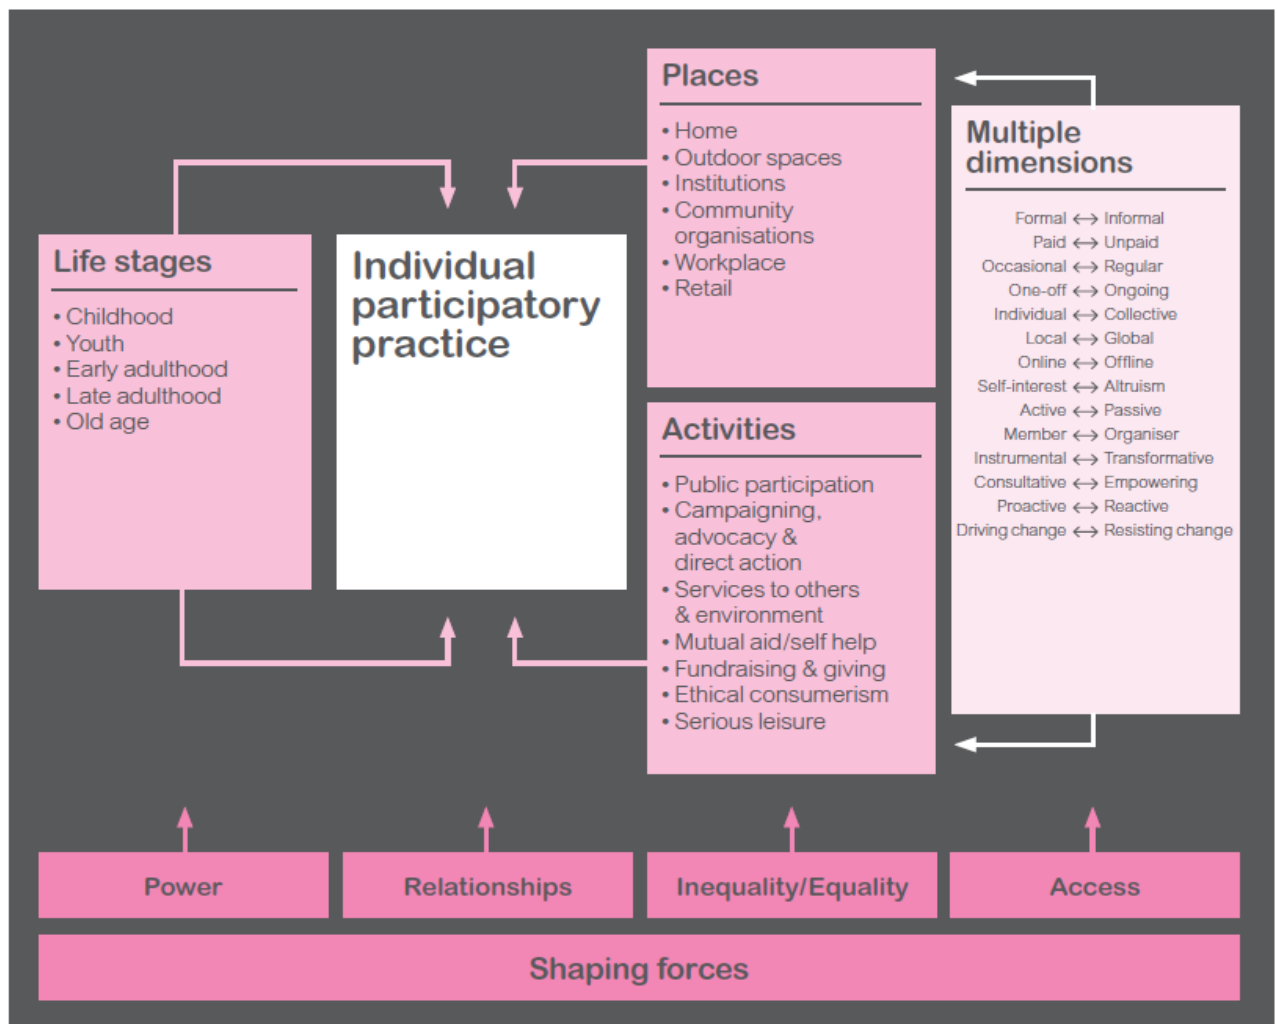 Places
• Home
• Outdoor spaces
• Institutions
• Community
organisations
• Workplace
• Retail
Multiple
dimensions
Formal ↔ Informal
Paid ↔ Unpaid
Occasional ↔ Regular
One-off ↔ Ongoing
Individual ↔ Collective
Local ↔ Global
Online ↔ Offline
Self-interest ↔ Altruism
Active ↔ Passive
Member ↔ Organiser
Instrumental ↔ Transformative
Consultative ↔ Empowering
Proactive ↔ Reactive
Driving change ↔ Resisting change
Life stages
• Childhood
• Youth
• Early adulthood
• Late adulthood
• Old age
Individual
participatory
practice
Activities
• Public participation
• Campaigning,
advocacy &
direct action
• Services to others
& environment
• Mutual aid/self help
• Fundraising & giving
• Ethical consumerism
• Serious leisure
Power
Relationships
Inequality/Equality
Access
Shaping forces